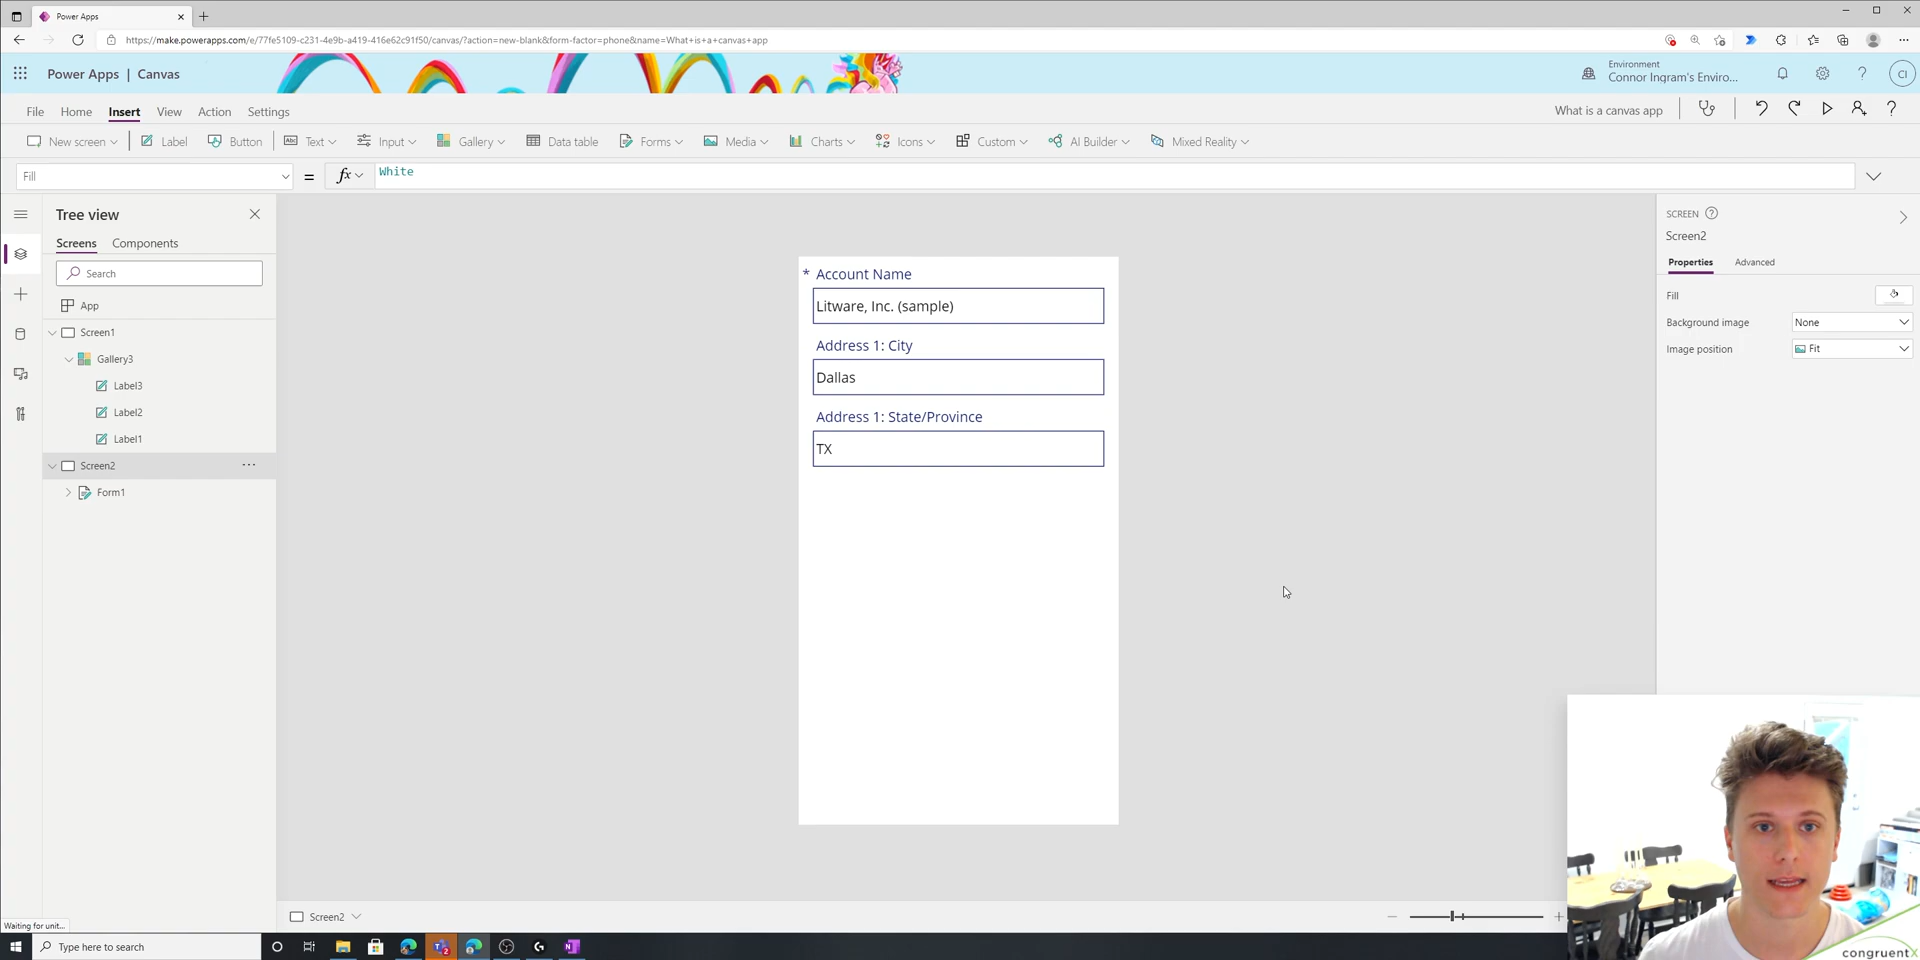 Power Apps
https://make.powerapps.com/e/77fe5109-c231-4e9b-a419-416e62c91f50/canvas/?action=new-blank&form-factor=phone&name=What+is+a+canvas+app
Power Apps | Canvas
Environment
Connor Ingram's Enviro...
CI
File Home Insert View Action Settings
What is a canvas app
New screen Label Button Text Input Gallery Data table Forms Media Charts Icons Custom AI Builder Mixed Reality
Fill = fx White
Tree view
Screens Components
Search
App
Screen1
Gallery3
Label3
Label2
Label1
Screen2 ...
Form1
* Account Name
Litware, Inc. (sample)
Address 1: City
Dallas
Address 1: State/Province
TX
SCREEN
Screen2
Properties Advanced
Fill
Background image None
Image position Fit
Screen2
Waiting for unit...
Type here to search
congruentX